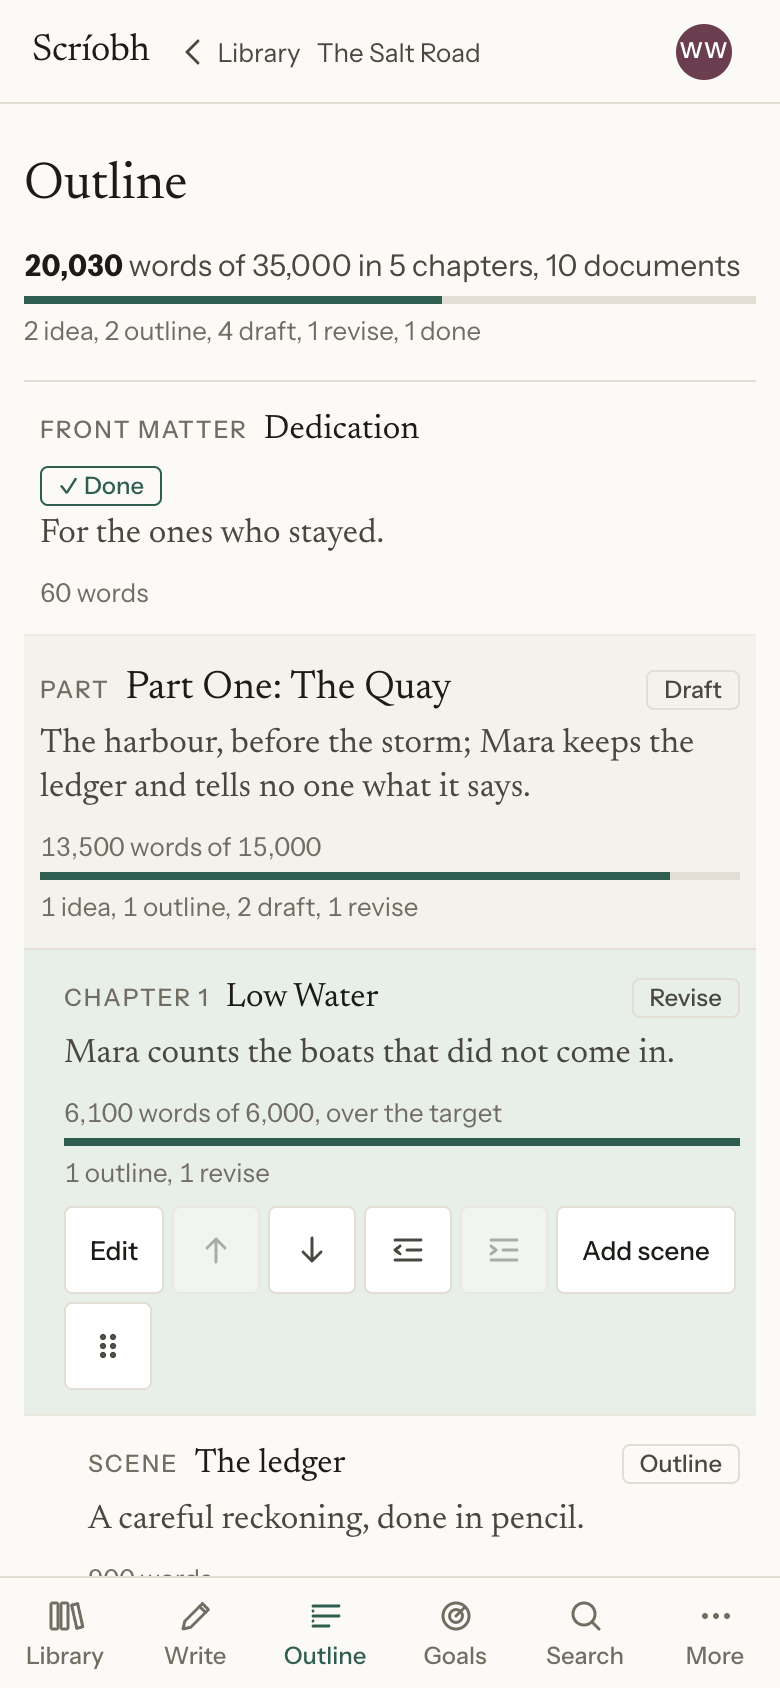 Scríobh
Library The Salt Road
WW
Outline
20,030 words of 35,000 in 5 chapters, 10 documents
2 idea, 2 outline, 4 draft, 1 revise, 1 done
FRONT MATTER Dedication
Done
For the ones who stayed.
60 words
PART Part One: The Quay Draft
The harbour, before the storm; Mara keeps the
ledger and tells no one what it says.
13,500 words of 15,000
1 idea, 1 outline, 2 draft, 1 revise
CHAPTER 1 Low Water Revise
Mara counts the boats that did not come in.
6,100 words of 6,000, over the target
1 outline, 1 revise
Edit Add scene
SCENE The ledger Outline
A careful reckoning, done in pencil.
Library Write Outline Goals Search More